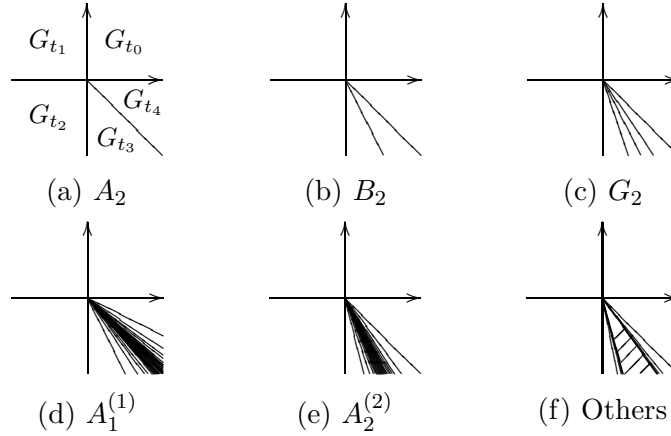 G_{t_1} G_{t_0}
G_{t_2} G_{t_4}
G_{t_3}
(a) A_2 (b) B_2 (c) G_2
(d) A_1^{(1)} (e) A_2^{(2)} (f) Others